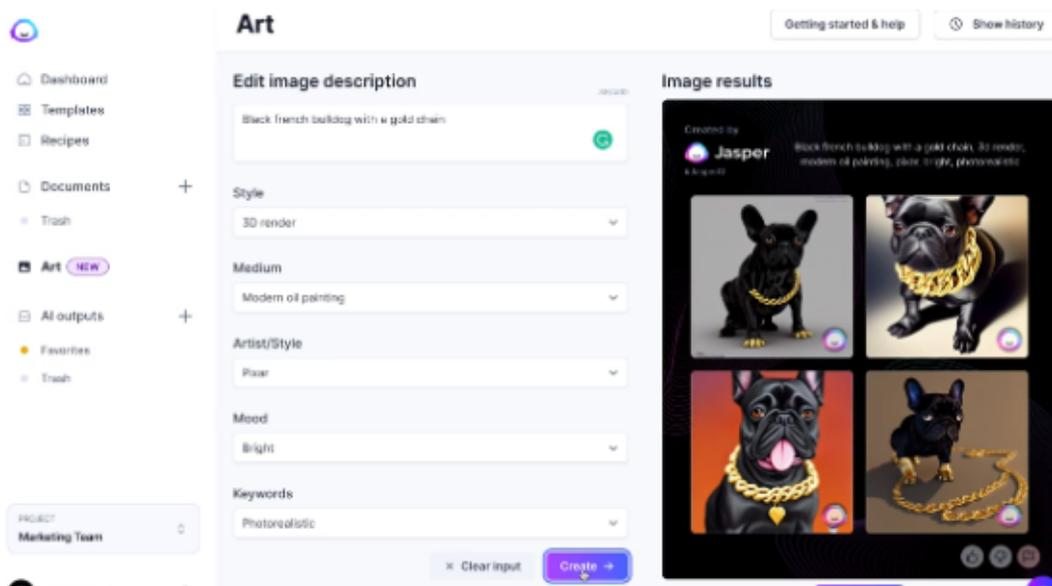 Art
Getting started & help
Show history
Dashboard
Templates
Recipes
Documents
Trash
Art NEW
AI outputs
Favorites
Trash
PROJECT
Marketing Team
Edit image description
Black french bulldog with a gold chain
Style
3D render
Medium
Modern oil painting
Artist/Style
Pixar
Mood
Bright
Keywords
Photorealistic
Clear input
Create
Image results
Created by
Jasper
Black french bulldog with a gold chain, 3d render,
modern oil painting, pixar, bright, photorealistic